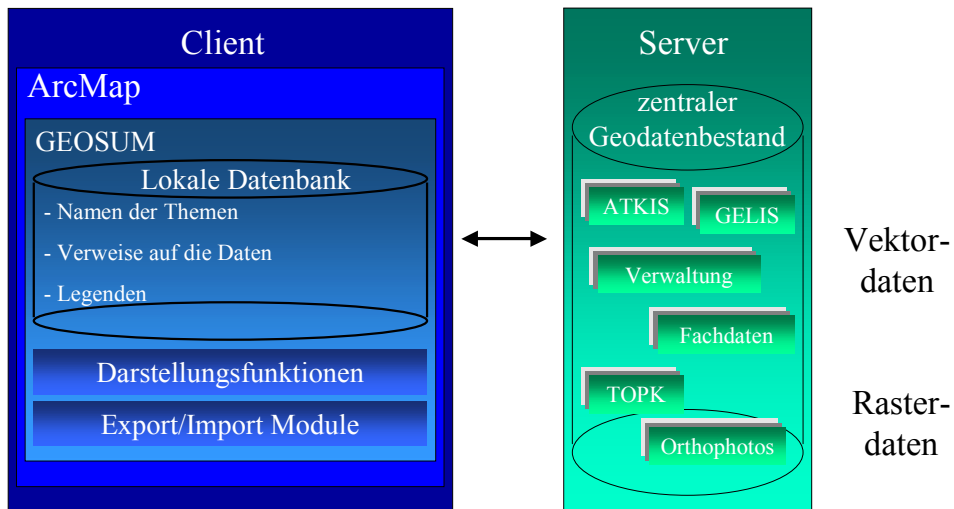 Client
ArcMap
GEOSUM
Lokale Datenbank
- Namen der Themen
- Verweise auf die Daten
- Legenden
Darstellungsfunktionen
Export/Import Module
Server
zentraler
Geodatenbestand
ATKIS
GELIS
Verwaltung
Fachdaten
TOPK
Orthophotos
Vektor-
daten
Raster-
daten